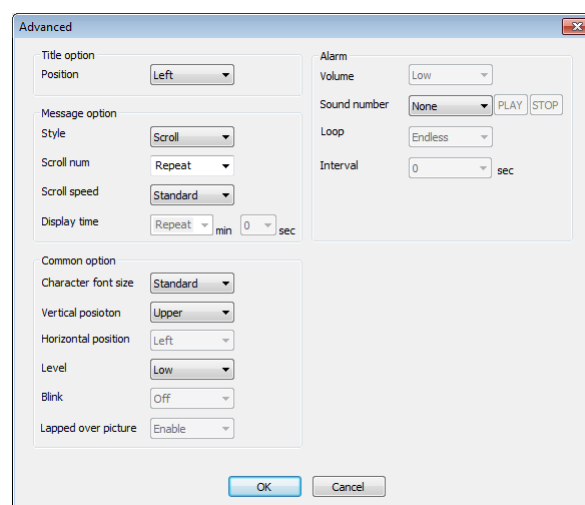 Advanced
Title option
Position Left
Message option
Style Scroll
Scroll num Repeat
Scroll speed Standard
Display time Repeat min 0 sec
Common option
Character font size Standard
Vertical posioton Upper
Horizontal position Left
Level Low
Blink Off
Lapped over picture Enable
Alarm
Volume Low
Sound number None PLAY STOP
Loop Endless
Interval 0 sec
OK Cancel